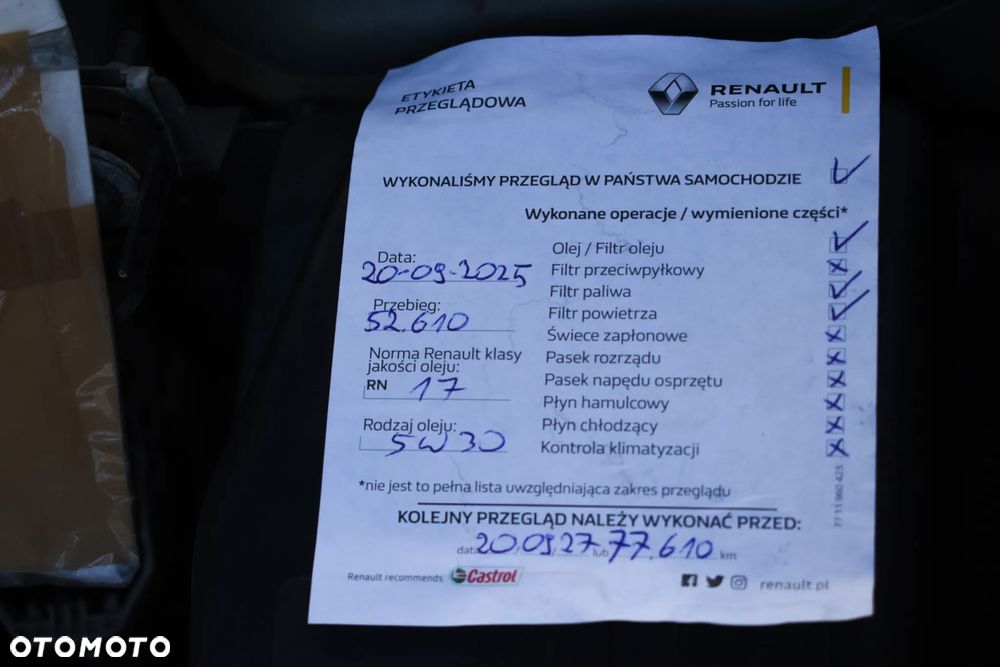 ETYKIETA
PRZEGLĄDOWA
RENAULT
Passion for life
WYKONALIŚMY PRZEGLĄD W PAŃSTWA SAMOCHODZIE
Wykonane operacje / wymienione części*
Data:
20-09-2025
Przebieg:
52.610
Norma Renault klasy
jakości oleju:
RN 17
Rodzaj oleju:
5W30
Olej / Filtr oleju
Filtr przeciwpyłkowy
Filtr paliwa
Filtr powietrza
Świece zapłonowe
Pasek rozrządu
Pasek napędu osprzętu
Płyn hamulcowy
Płyn chłodzący
Kontrola klimatyzacji
*nie jest to pełna lista uwzględniająca zakres przeglądu
77 11 960 423
KOLEJNY PRZEGLĄD NALEŻY WYKONAĆ PRZED:
data 20/09/27 lub 77.610 km
Renault recommends Castrol
renault.pl
OTOMOTO